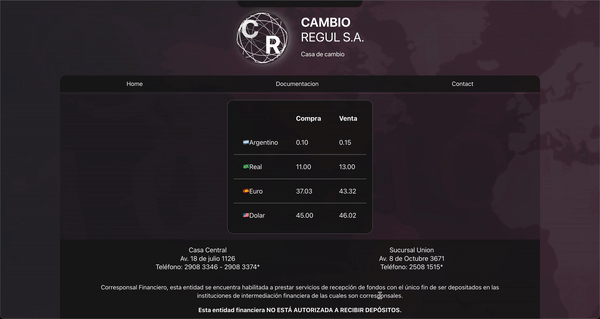 C
R
CAMBIO
REGUL S.A.
Casa de cambio
Home Documentacion Contact
Compra Venta
Argentino 0.10 0.15
Real 11.00 13.00
Euro 37.03 43.32
Dolar 45.00 46.02
Casa Central
Av. 18 de julio 1126
Teléfono: 2908 3346 - 2908 3374*
Sucursal Union
Av. 8 de Octubre 3671
Teléfono: 2508 1515*
Corresponsal Financiero, esta entidad se encuentra habilitada a prestar servicios de recepción de fondos con el único fin de ser depositados en las
instituciones de intermediación financiera de las cuales son corresponsales.
Esta entidad financiera NO ESTÁ AUTORIZADA A RECIBIR DEPÓSITOS.